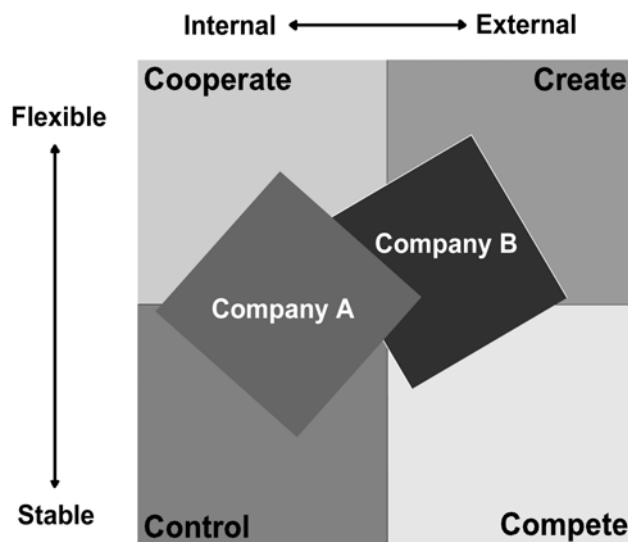 Internal External
Cooperate Create
Flexible
Company B
Company A
Stable
Control Compete